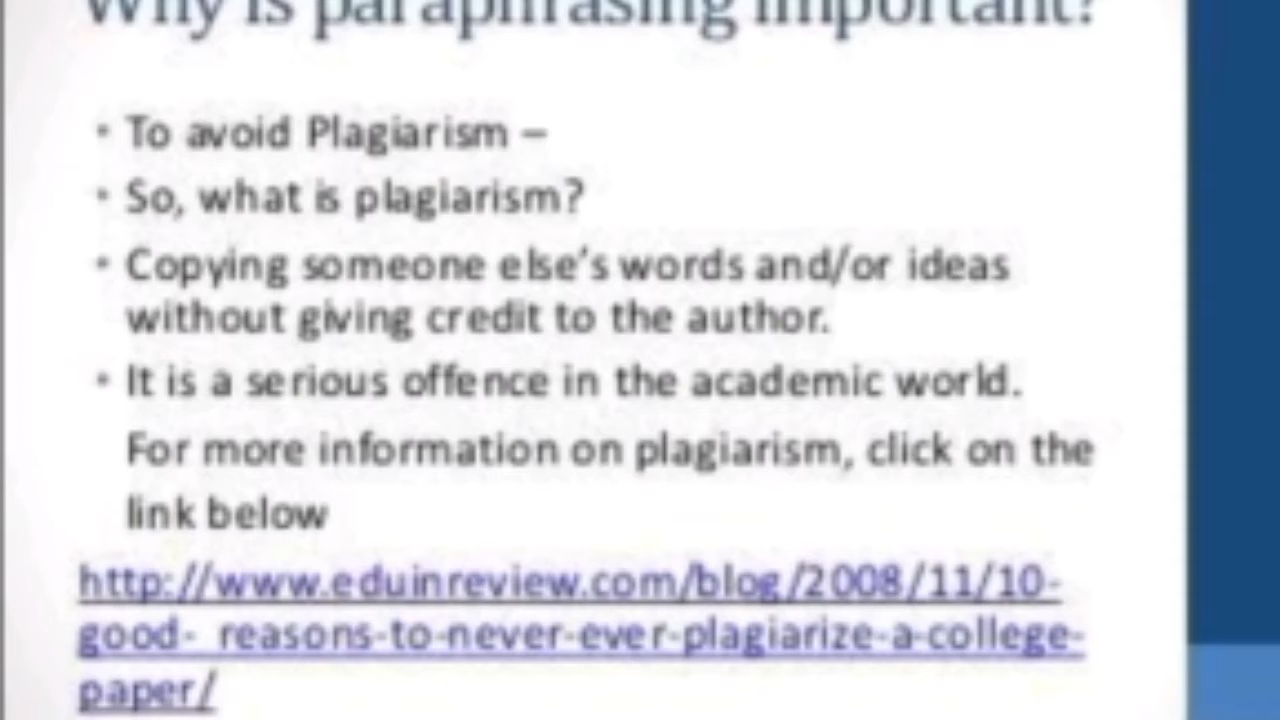 Why is paraphrasing important?
• To avoid Plagiarism –
• So, what is plagiarism?
• Copying someone else's words and/or ideas
without giving credit to the author.
• It is a serious offence in the academic world.
For more information on plagiarism, click on the
link below
http://www.eduinreview.com/blog/2008/11/10-
good- reasons-to-never-ever-plagiarize-a-college-
paper/